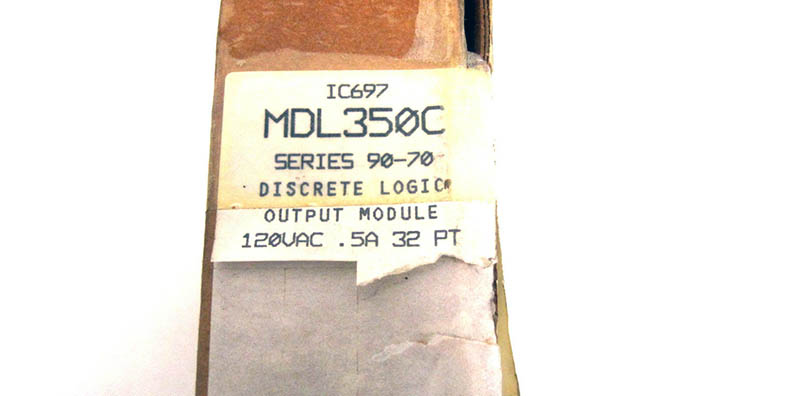 IC697
MDL350C
SERIES 90-70
DISCRETE LOGIC
OUTPUT MODULE
120VAC .5A 32 PT